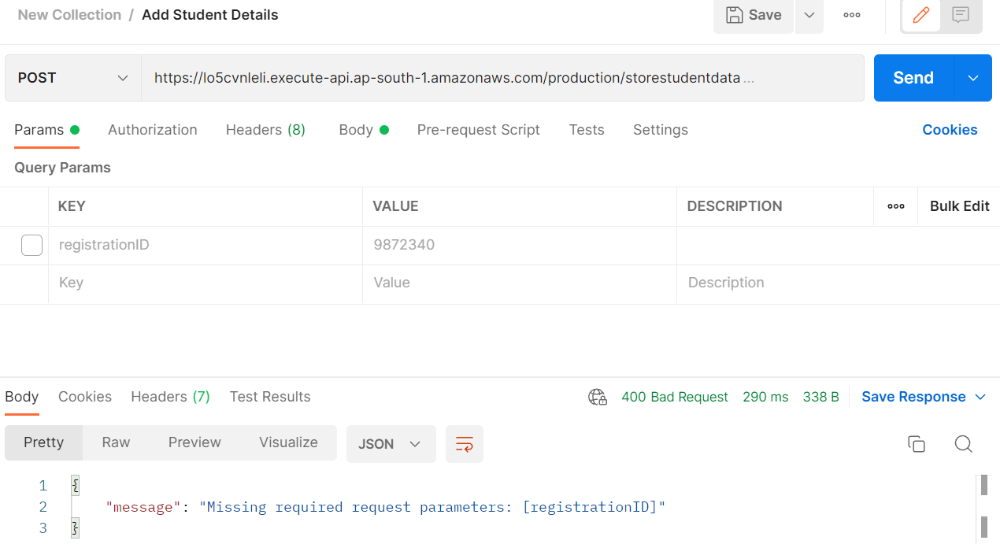 New Collection / Add Student Details Save
POST https://lo5cvnleli.execute-api.ap-south-1.amazonaws.com/production/storestudentdata ... Send
Params Authorization Headers (8) Body Pre-request Script Tests Settings Cookies
Query Params
KEY VALUE DESCRIPTION Bulk Edit
registrationID 9872340
Key Value Description
Body Cookies Headers (7) Test Results 400 Bad Request 290 ms 338 B Save Response
Pretty Raw Preview Visualize JSON
1 {
2 "message": "Missing required request parameters: [registrationID]"
3 }